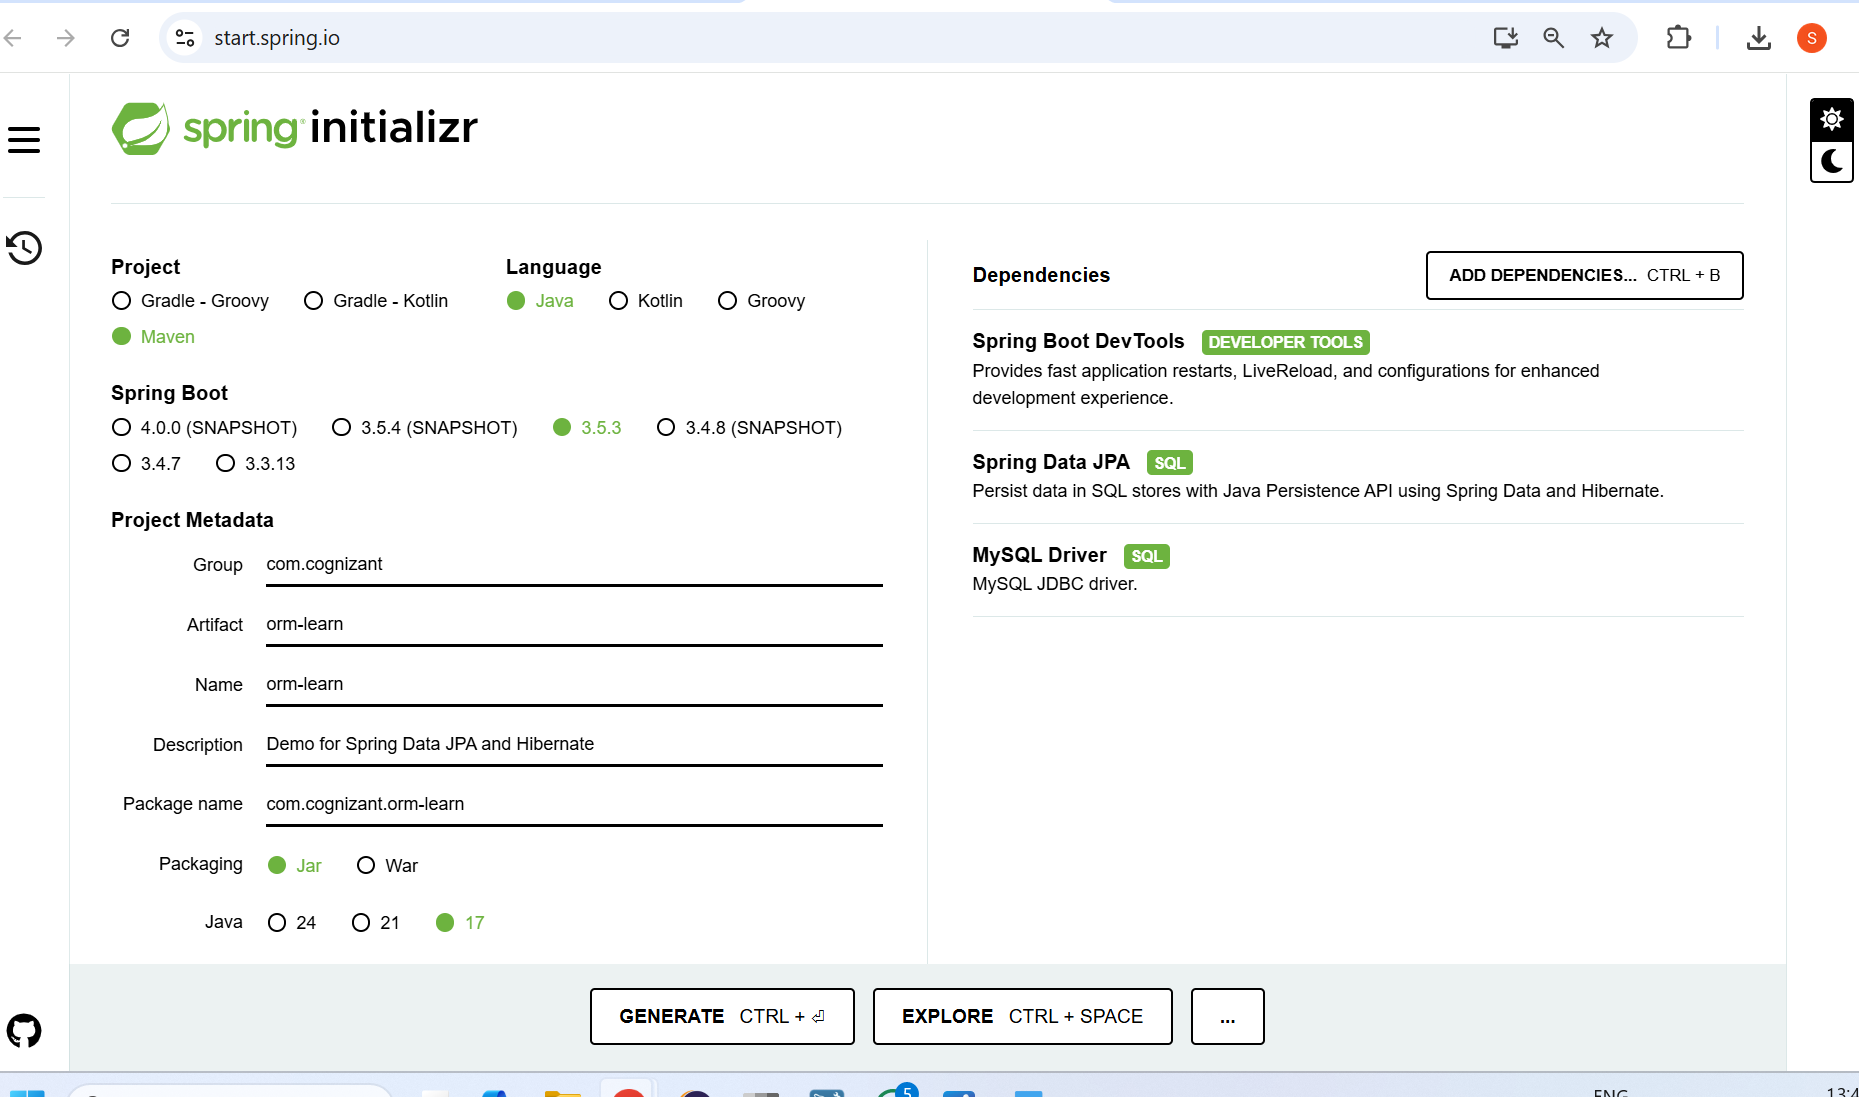 start.spring.io
S
spring initializr
Project
Gradle - Groovy Gradle - Kotlin
Maven
Language
Java Kotlin Groovy
Spring Boot
4.0.0 (SNAPSHOT) 3.5.4 (SNAPSHOT) 3.5.3 3.4.8 (SNAPSHOT)
3.4.7 3.3.13
Project Metadata
Group com.cognizant
Artifact orm-learn
Name orm-learn
Description Demo for Spring Data JPA and Hibernate
Package name com.cognizant.orm-learn
Packaging Jar War
Java 24 21 17
Dependencies ADD DEPENDENCIES... CTRL + B
Spring Boot DevTools DEVELOPER TOOLS
Provides fast application restarts, LiveReload, and configurations for enhanced
development experience.
Spring Data JPA SQL
Persist data in SQL stores with Java Persistence API using Spring Data and Hibernate.
MySQL Driver SQL
MySQL JDBC driver.
GENERATE CTRL + ⏎ EXPLORE CTRL + SPACE ...
5
ENG